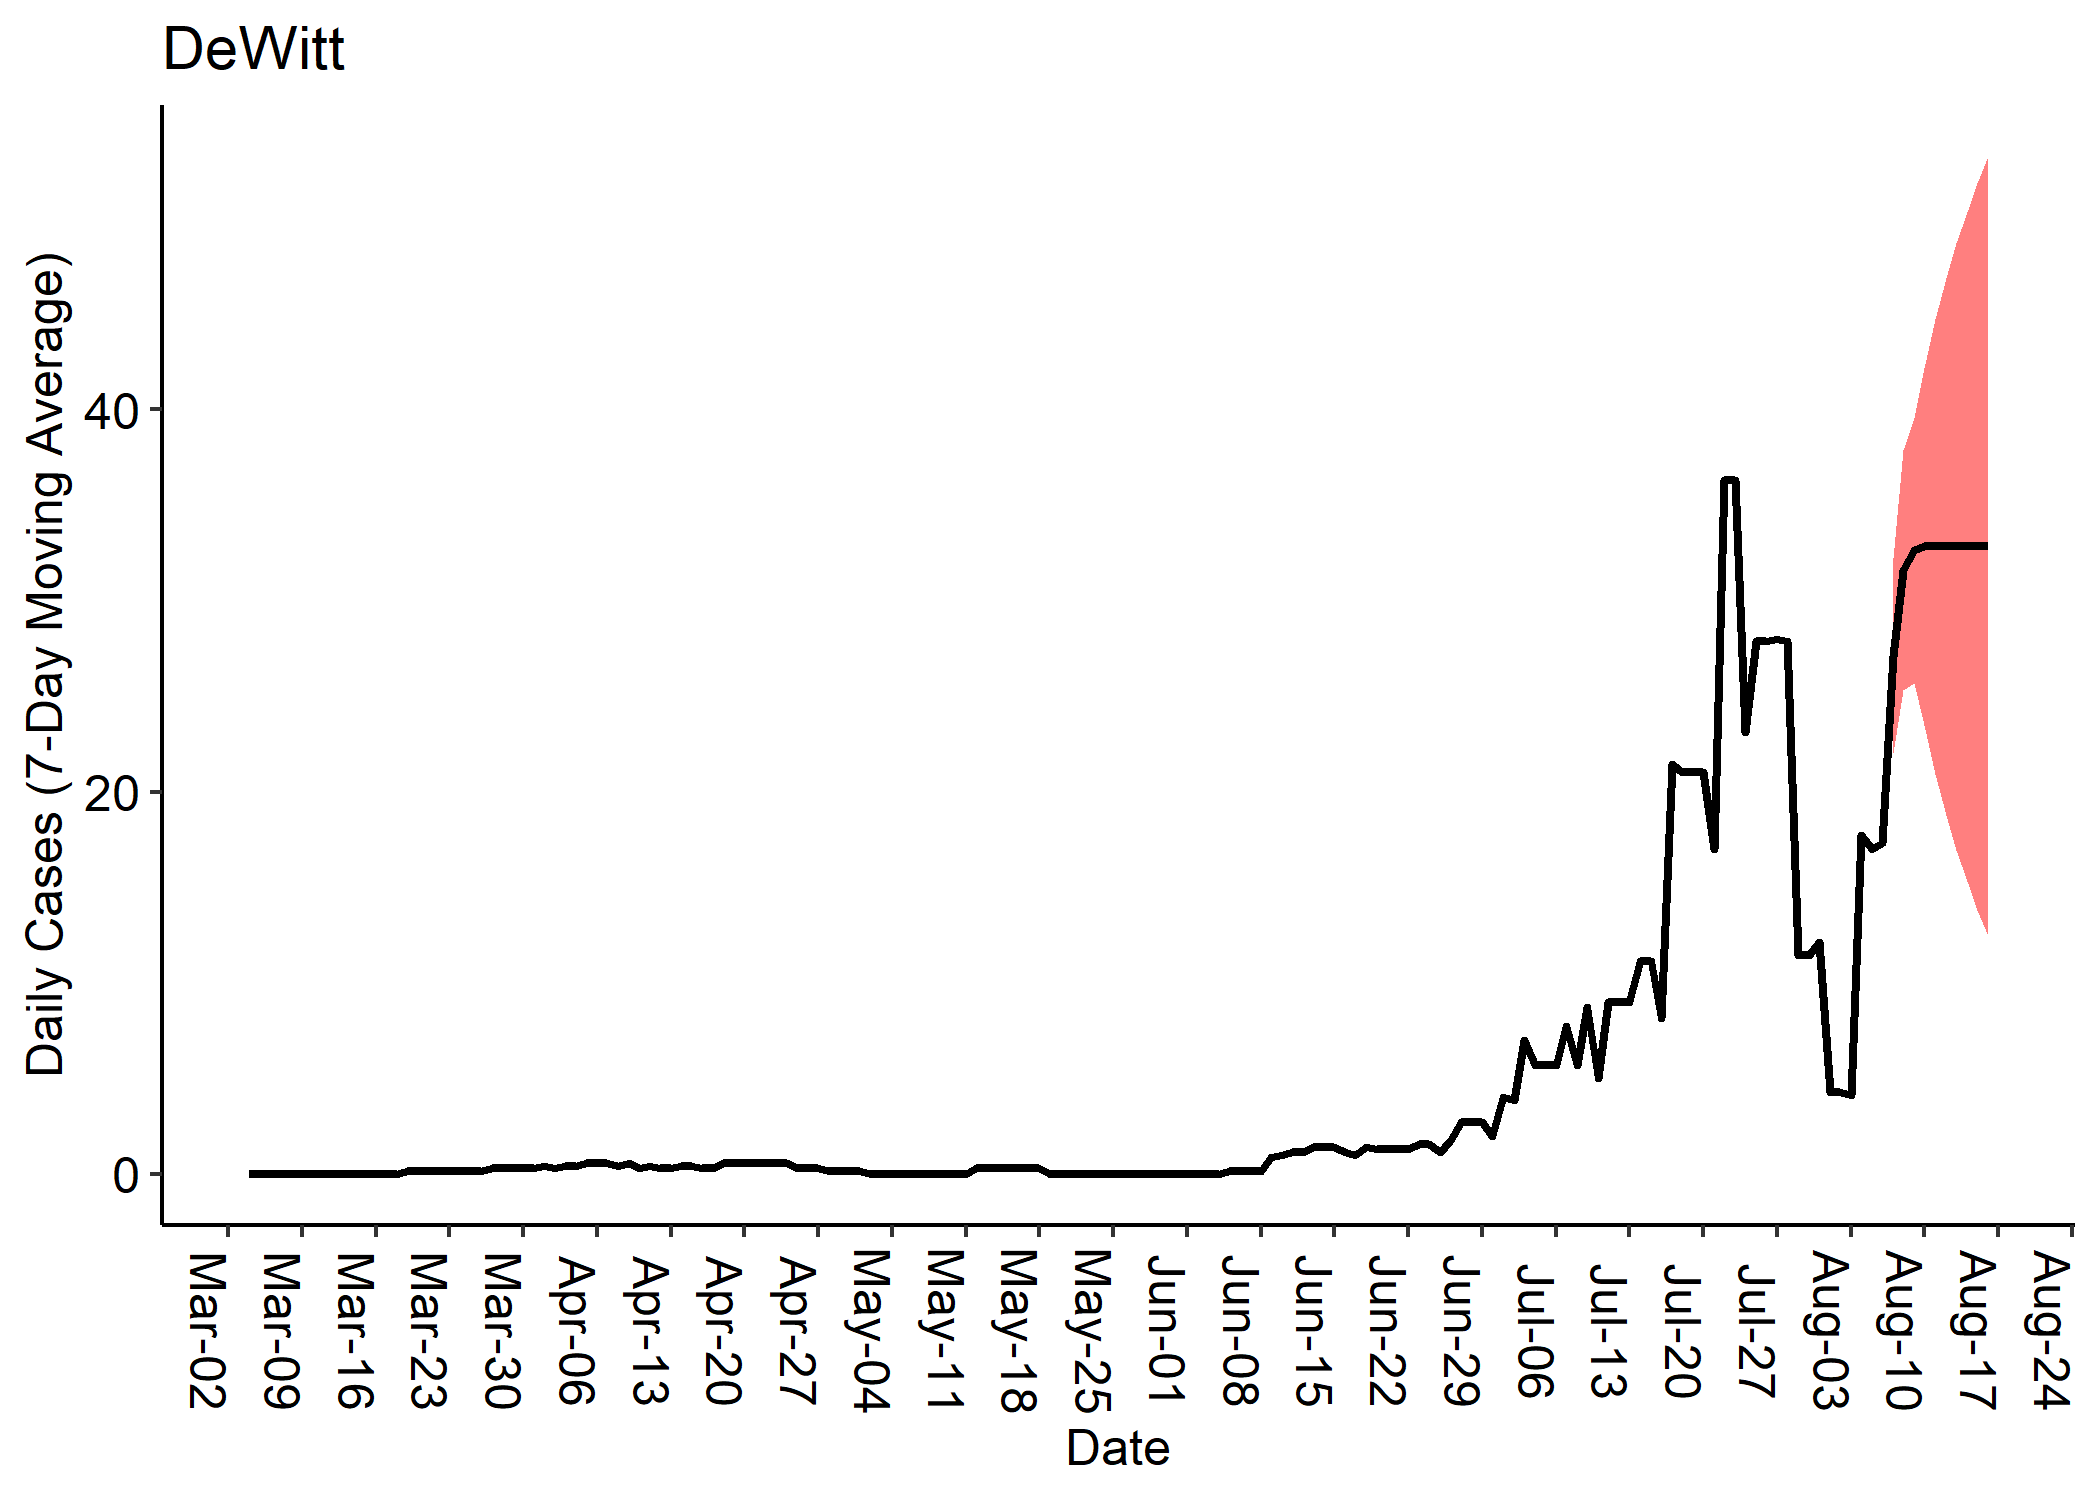 DeWitt
Daily Cases (7-Day Moving Average)
40
20
0
Mar-02
Mar-09
Mar-16
Mar-23
Mar-30
Apr-06
Apr-13
Apr-20
Apr-27
May-04
May-11
May-18
May-25
Jun-01
Jun-08
Jun-15
Jun-22
Jun-29
Jul-06
Jul-13
Jul-20
Jul-27
Aug-03
Aug-10
Aug-17
Aug-24
Date